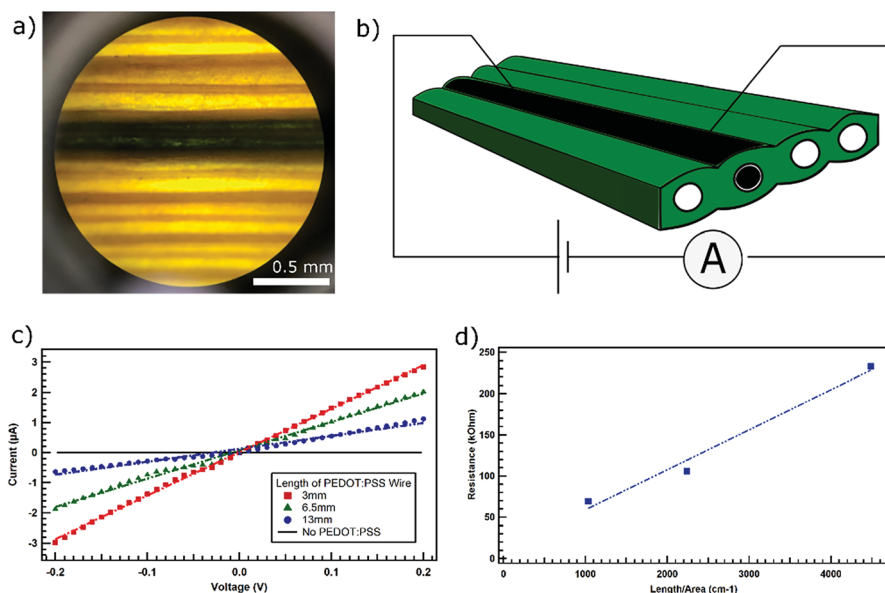 a)
0.5 mm
b)
A
c)
3
2
1
0
-1
-2
-3
Current (µA)
-0.2
-0.1
0.0
0.1
0.2
Voltage (V)
Length of PEDOT:PSS Wire
3mm
6.5mm
13mm
No PEDOT:PSS
d)
250
200
150
100
50
0
Resistance (kOhm)
0
1000
2000
3000
4000
Length/Area (cm-1)